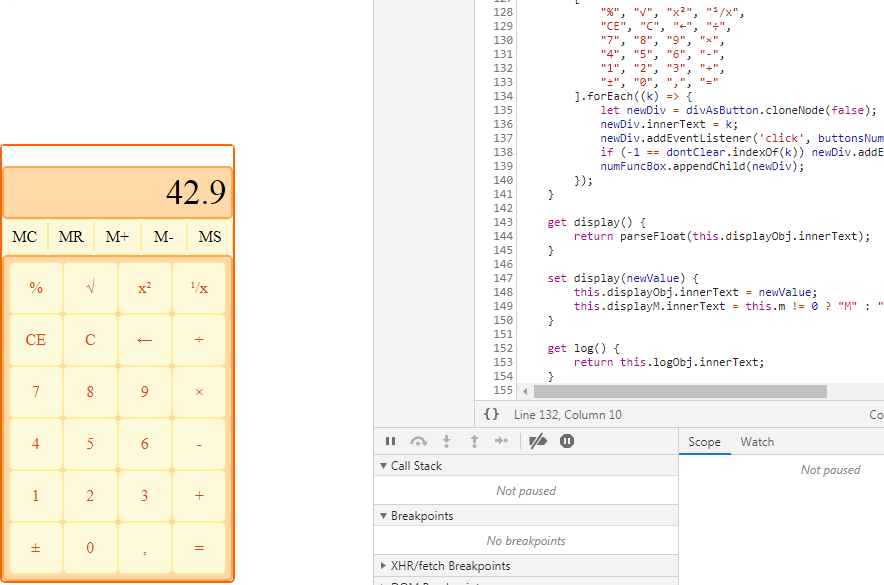 42.9
MC MR M+ M- MS
% √ x² ¹/x
CE C ← ÷
7 8 9 ×
4 5 6 -
1 2 3 +
± 0 , =
128 "%", "√", "x²", "¹/x",
129 "CE", "C", "←", "÷",
130 "7", "8", "9", "×",
131 "4", "5", "6", "-",
132 "1", "2", "3", "+",
133 "±", "0", ",", "="
134 ].forEach((k) => {
135 let newDiv = divAsButton.cloneNode(false);
136 newDiv.innerText = k;
137 newDiv.addEventListener('click', buttonsNum
138 if (-1 == dontClear.indexOf(k)) newDiv.addE
139 numFuncBox.appendChild(newDiv);
140 });
141 }
142
143 get display() {
144 return parseFloat(this.displayObj.innerText);
145 }
146
147 set display(newValue) {
148 this.displayObj.innerText = newValue;
149 this.displayM.innerText = this.m != 0 ? "M" : "
150 }
151
152 get log() {
153 return this.logObj.innerText;
154 }
155
{} Line 132, Column 10 Co
Scope Watch
Call Stack
Not paused
Not paused
Breakpoints
No breakpoints
XHR/fetch Breakpoints